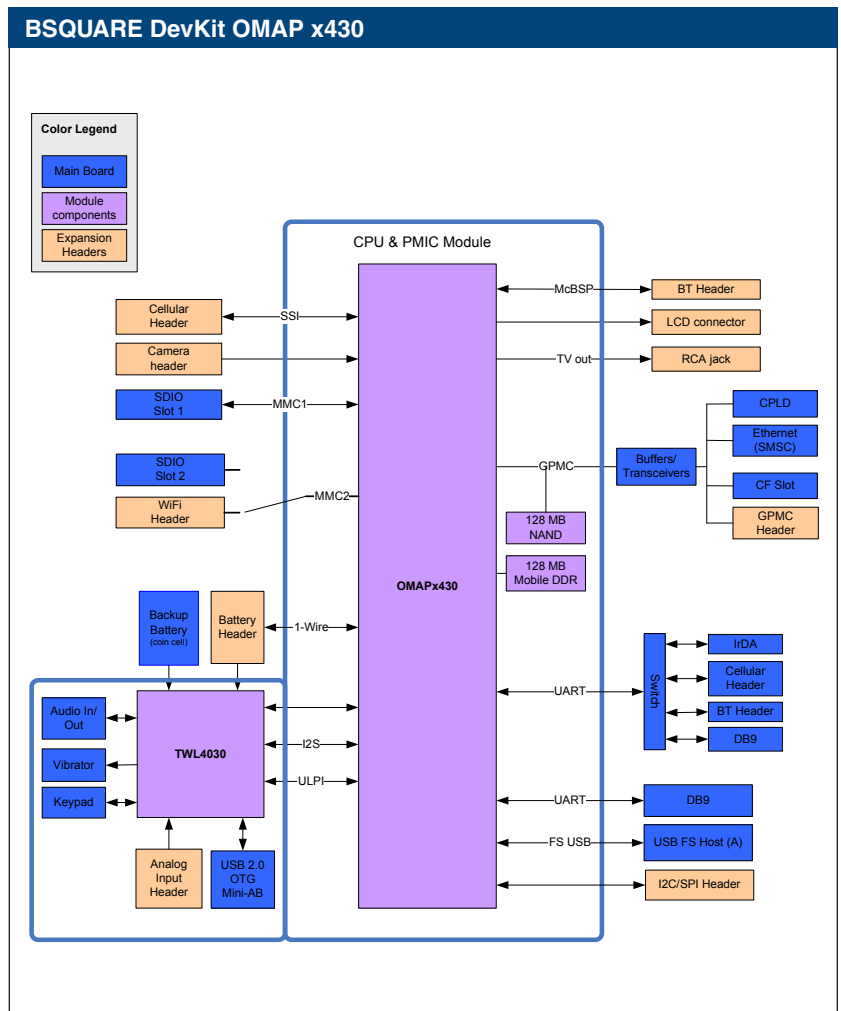 BSQUARE DevKit OMAP x430
Color Legend
Main Board
Module
components
Expansion
Headers
CPU & PMIC Module
Cellular
Header
SSI
Camera
header
SDIO
Slot 1
MMC1
SDIO
Slot 2
WiFi
Header
MMC2
OMAPx430
McBSP
BT Header
LCD connector
TV out
RCA jack
GPMC
Buffers/
Transceivers
CPLD
Ethernet
(SMSC)
CF Slot
GPMC
Header
128 MB
NAND
128 MB
Mobile DDR
Backup
Battery
(coin cell)
Battery
Header
1-Wire
Audio In/
Out
Vibrator
Keypad
TWL4030
I2S
ULPI
Analog
Input
Header
USB 2.0
OTG
Mini-AB
UART
Switch
IrDA
Cellular
Header
BT Header
DB9
UART
DB9
FS USB
USB FS Host (A)
I2C/SPI Header